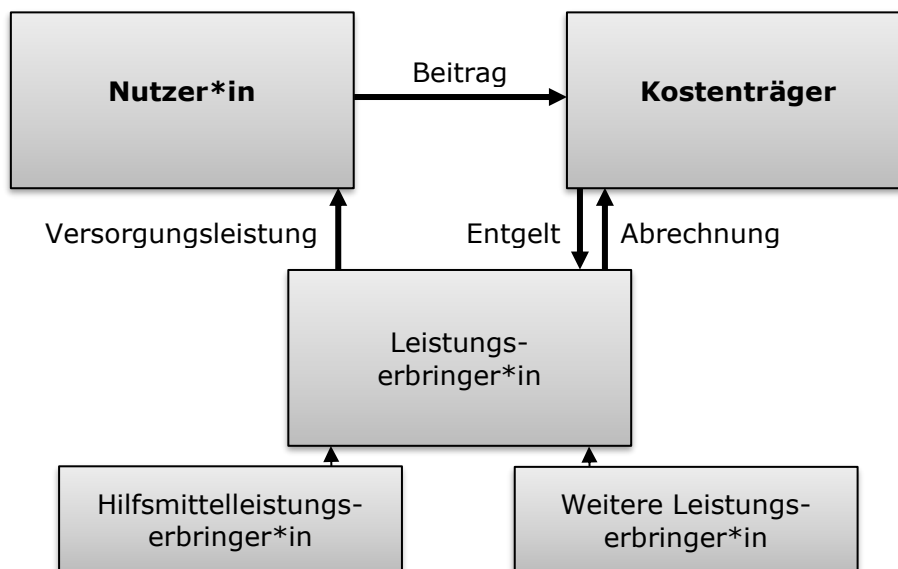 Nutzer*in
Beitrag
Kostenträger
Versorgungsleistung
Entgelt
Abrechnung
Leistungs-
erbringer*in
Hilfsmittelleistungs-
erbringer*in
Weitere Leistungs-
erbringer*in